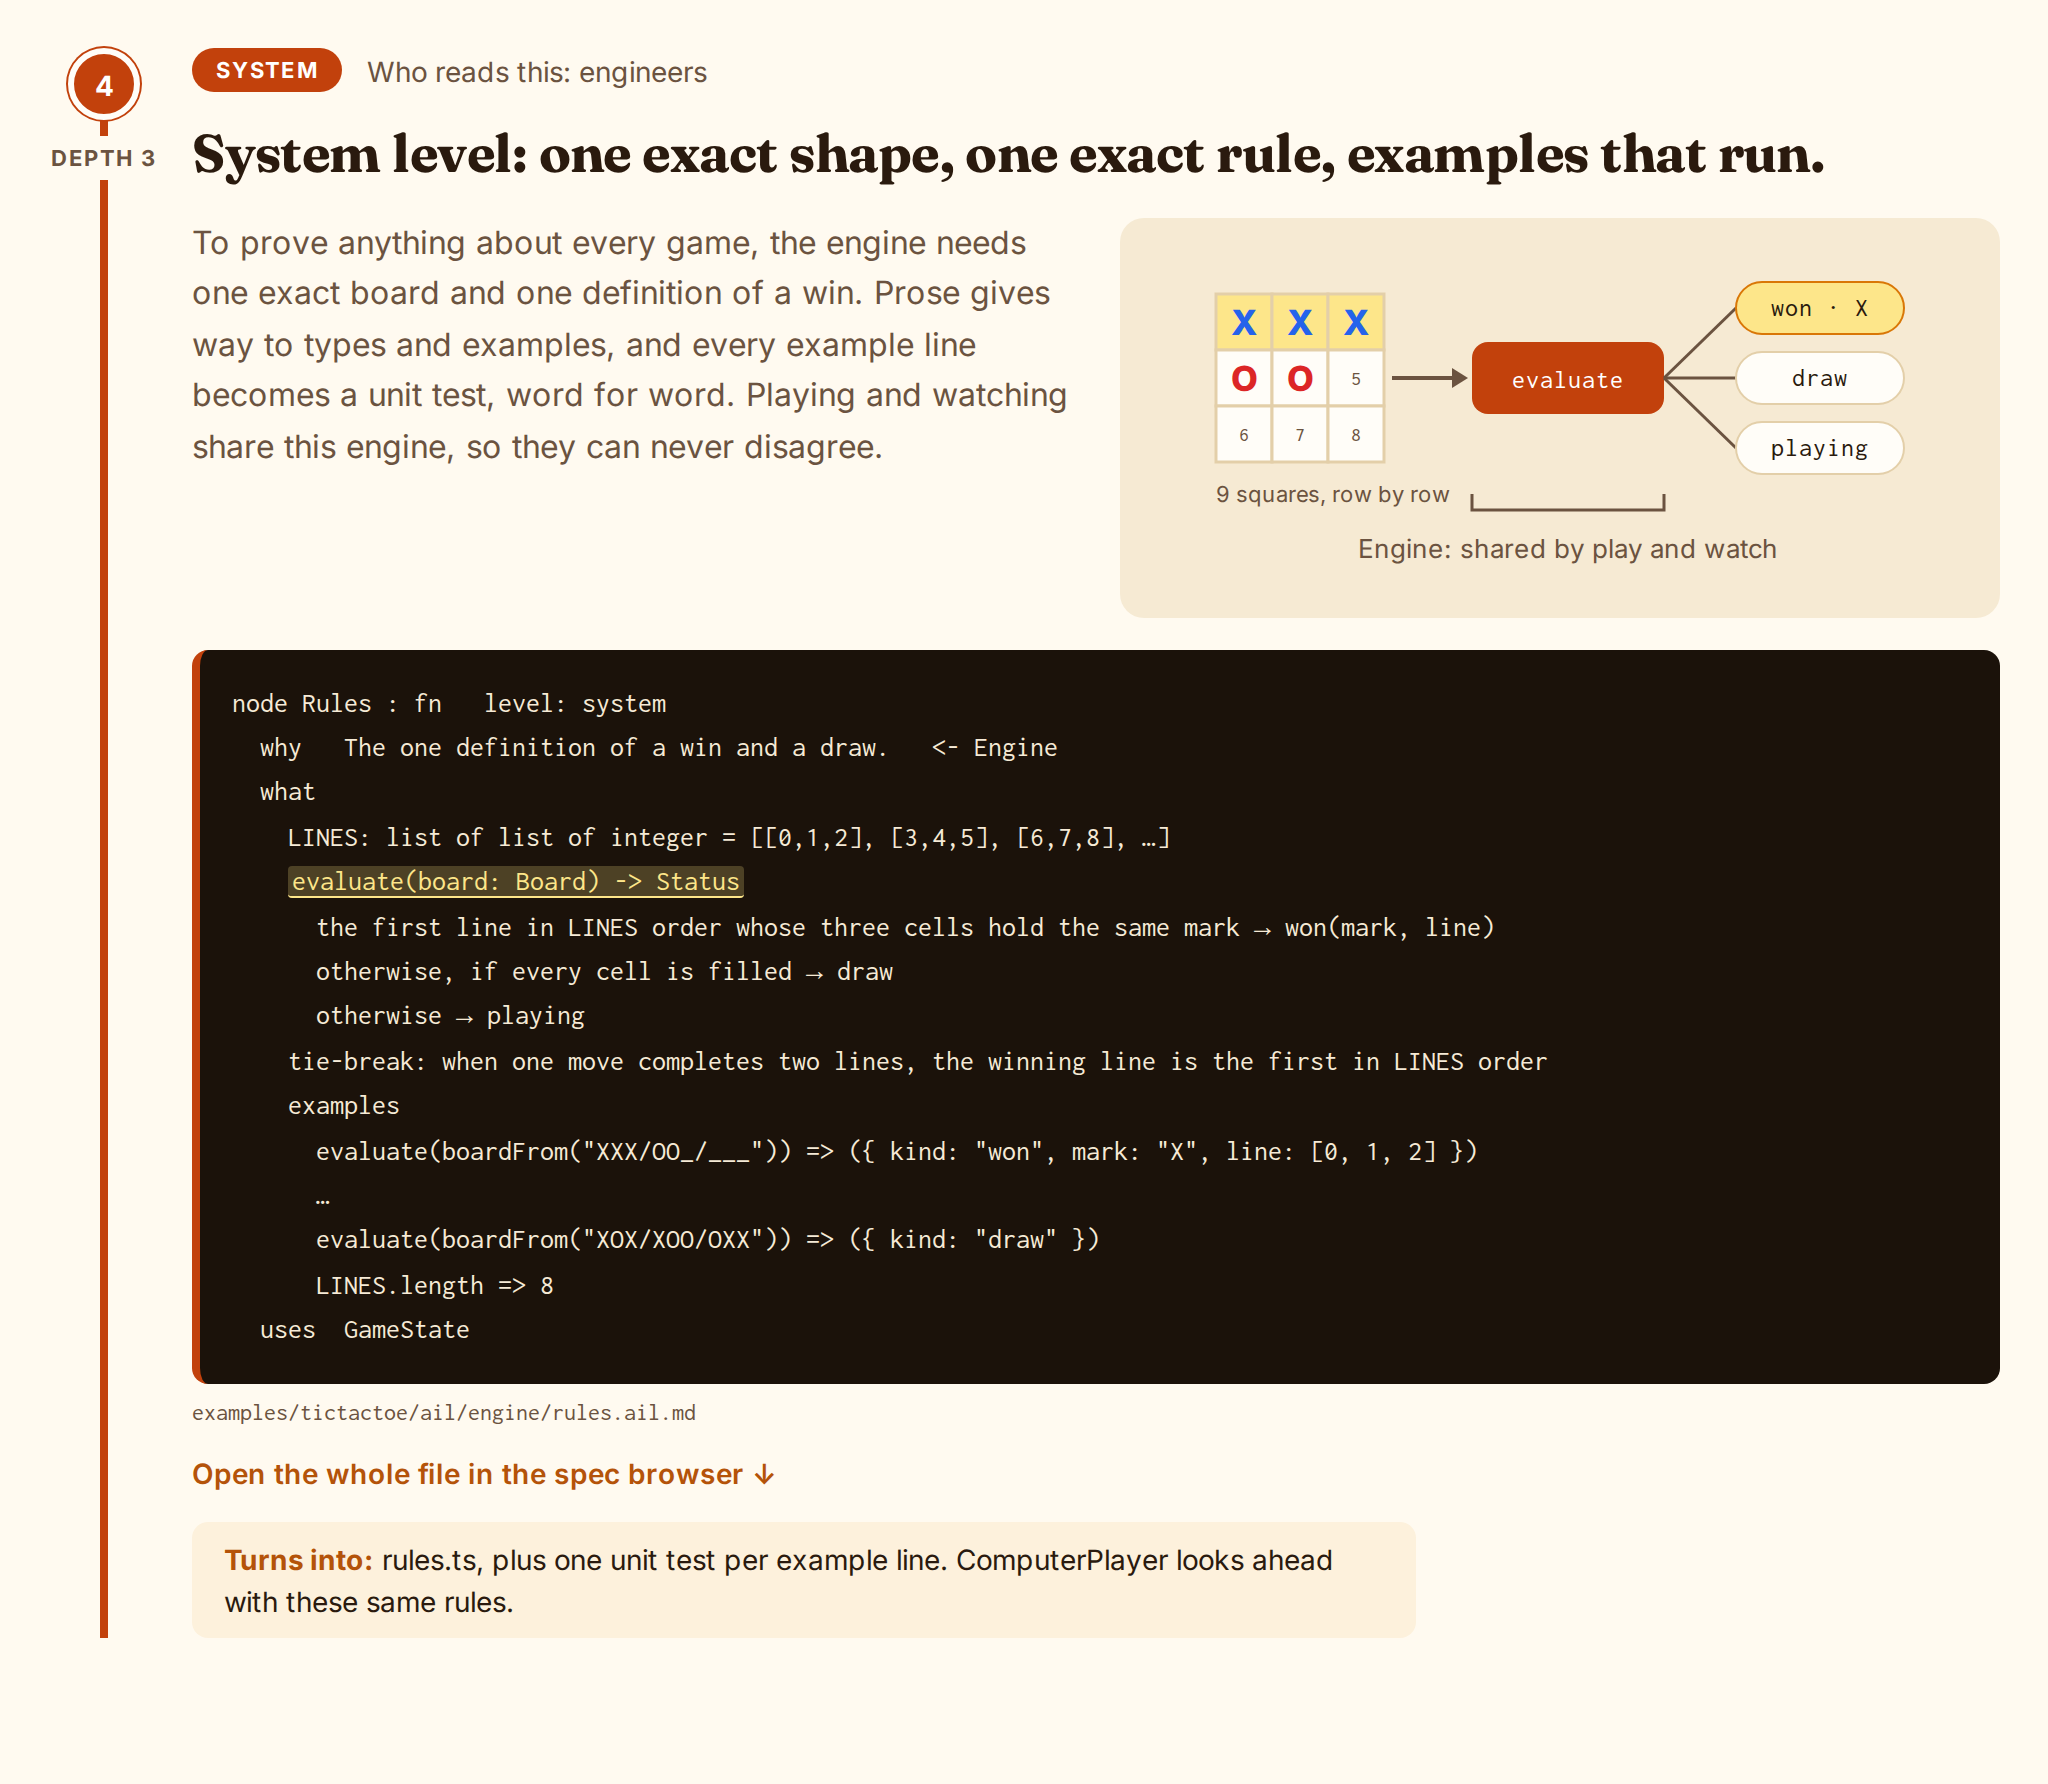 4
DEPTH 3
SYSTEM
Who reads this: engineers
System level: one exact shape, one exact rule, examples that run.
To prove anything about every game, the engine needs
one exact board and one definition of a win. Prose gives
way to types and examples, and every example line
becomes a unit test, word for word. Playing and watching
share this engine, so they can never disagree.
X X X
O O 5
6 7 8
9 squares, row by row
evaluate
won · X
draw
playing
Engine: shared by play and watch
node Rules : fn   level: system
  why   The one definition of a win and a draw.   <- Engine
  what
    LINES: list of list of integer = [[0,1,2], [3,4,5], [6,7,8], …]
    evaluate(board: Board) -> Status
      the first line in LINES order whose three cells hold the same mark → won(mark, line)
      otherwise, if every cell is filled → draw
      otherwise → playing
    tie-break: when one move completes two lines, the winning line is the first in LINES order
    examples
      evaluate(boardFrom("XXX/OO_/___")) => ({ kind: "won", mark: "X", line: [0, 1, 2] })
      …
      evaluate(boardFrom("XOX/XOO/OXX")) => ({ kind: "draw" })
      LINES.length => 8
  uses  GameState
examples/tictactoe/ail/engine/rules.ail.md
Open the whole file in the spec browser ↓
Turns into: rules.ts, plus one unit test per example line. ComputerPlayer looks ahead
with these same rules.